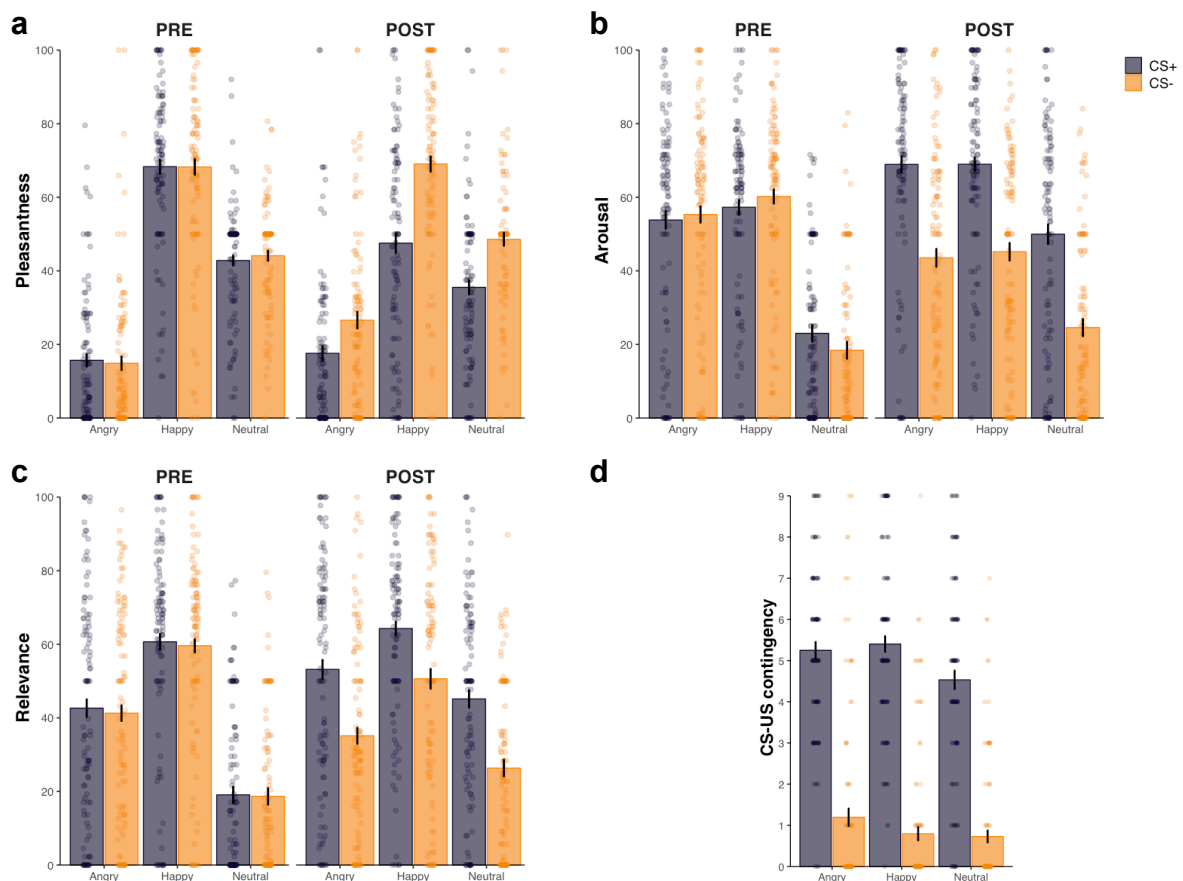 a
PRE
POST
Pleasantness
100
80
60
40
20
0
Angry
Happy
Neutral
Angry
Happy
Neutral
b
PRE
POST
Arousal
100
80
60
40
20
0
Angry
Happy
Neutral
Angry
Happy
Neutral
CS+
CS-
c
PRE
POST
Relevance
100
80
60
40
20
0
Angry
Happy
Neutral
Angry
Happy
Neutral
d
CS-US contingency
9
8
7
6
5
4
3
2
1
0
Angry
Happy
Neutral